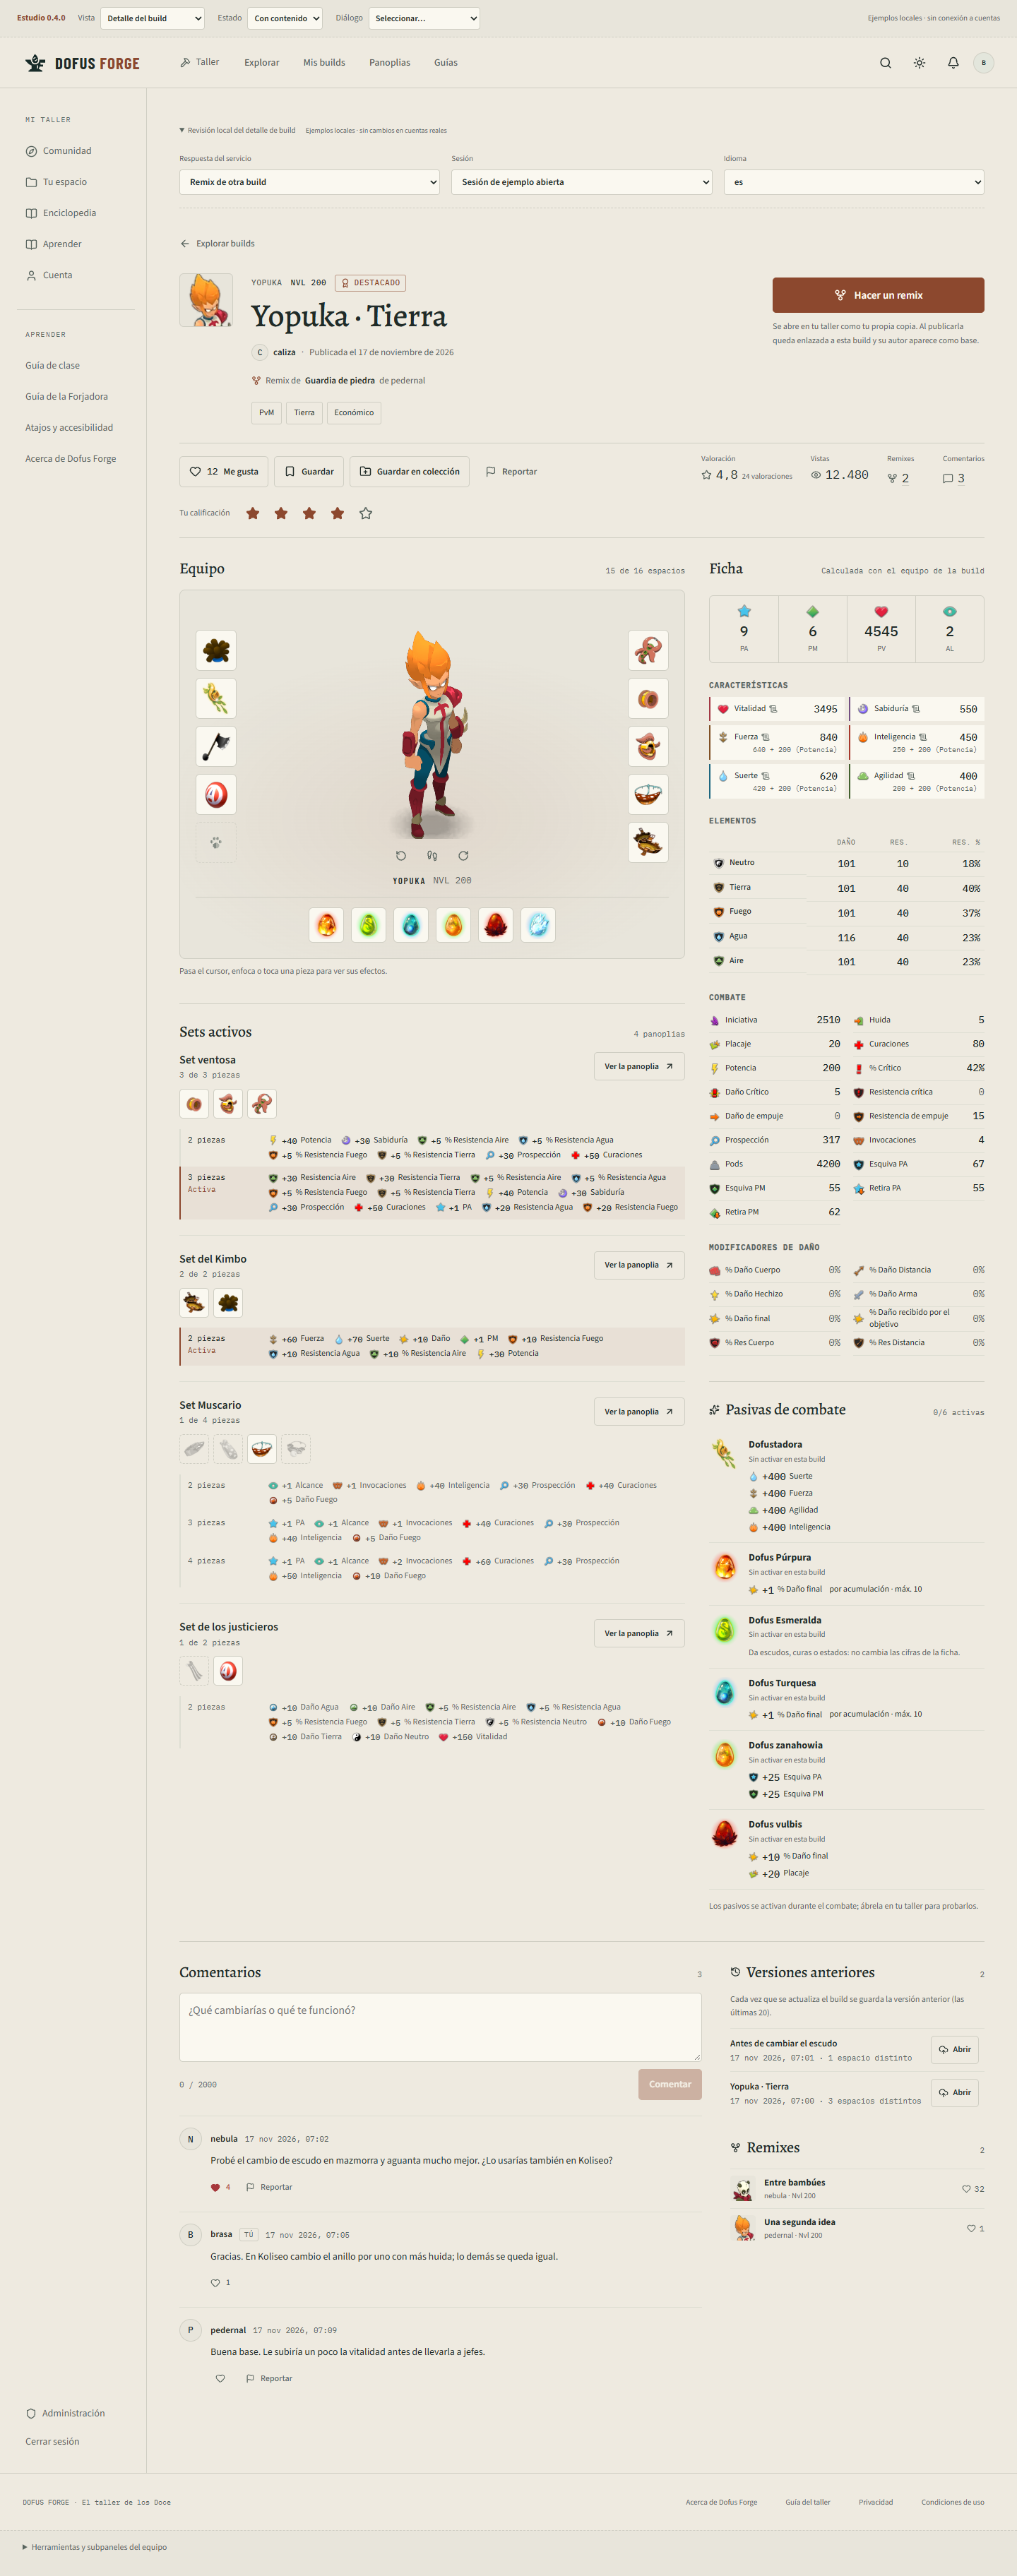 Estudio 0.4.0 Vista Detalle del build Estado Con contenido Diálogo Seleccionar... Ejemplos locales · sin conexión a cuentas
DOFUS FORGE Taller Explorar Mis builds Panoplias Guías B
MI TALLER
Comunidad
Tu espacio
Enciclopedia
Aprender
Cuenta
APRENDER
Guía de clase
Guía de la Forjadora
Atajos y accesibilidad
Acerca de Dofus Forge
Administración
Cerrar sesión
▼ Revisión local del detalle de build Ejemplos locales · sin cambios en cuentas reales
Respuesta del servicio Sesión Idioma
Remix de otra build Sesión de ejemplo abierta es
Explorar builds
YOPUKA NVL 200 DESTACADO
Yopuka · Tierra
C caliza · Publicada el 17 de noviembre de 2026
Remix de Guardia de piedra de pedernal
PvM Tierra Económico
Hacer un remix
Se abre en tu taller como tu propia copia. Al publicarla
queda enlazada a esta build y su autor aparece como base.
12 Me gusta Guardar Guardar en colección Reportar
Valoración Vistas Remixes Comentarios
4,8 24 valoraciones 12.480 2 3
Tu calificación
Equipo 15 de 16 espacios
YOPUKA NVL 200
Pasa el cursor, enfoca o toca una pieza para ver sus efectos.
Sets activos 4 panoplias
Set ventosa Ver la panoplia
3 de 3 piezas
2 piezas +40 Potencia +30 Sabiduría +5 % Resistencia Aire +5 % Resistencia Agua
+5 % Resistencia Fuego +5 % Resistencia Tierra +30 Prospección +50 Curaciones
3 piezas +30 Resistencia Aire +30 Resistencia Tierra +5 % Resistencia Aire +5 % Resistencia Agua
Activa +5 % Resistencia Fuego +5 % Resistencia Tierra +40 Potencia +30 Sabiduría
+30 Prospección +50 Curaciones +1 PA +20 Resistencia Agua +20 Resistencia Fuego
Set del Kimbo Ver la panoplia
2 de 2 piezas
2 piezas +60 Fuerza +70 Suerte +10 Daño +1 PM +10 Resistencia Fuego
Activa +10 Resistencia Agua +10 % Resistencia Aire +30 Potencia
Set Muscario Ver la panoplia
1 de 4 piezas
2 piezas +1 Alcance +1 Invocaciones +40 Inteligencia +30 Prospección +40 Curaciones
+5 Daño Fuego
3 piezas +1 PA +1 Alcance +1 Invocaciones +40 Curaciones +30 Prospección
+40 Inteligencia +5 Daño Fuego
4 piezas +1 PA +1 Alcance +2 Invocaciones +60 Curaciones +30 Prospección
+50 Inteligencia +10 Daño Fuego
Set de los justicieros Ver la panoplia
1 de 2 piezas
2 piezas +10 Daño Agua +10 Daño Aire +5 % Resistencia Aire +5 % Resistencia Agua
+5 % Resistencia Fuego +5 % Resistencia Tierra +5 % Resistencia Neutro +10 Daño Fuego
+10 Daño Tierra +10 Daño Neutro +150 Vitalidad
Ficha Calculada con el equipo de la build
9 6 4545 2
PA PM PV AL
CARACTERÍSTICAS
Vitalidad 3495 Sabiduría 550
Fuerza 840 Inteligencia 450
640 + 200 (Potencia) 250 + 200 (Potencia)
Suerte 620 Agilidad 400
420 + 200 (Potencia) 200 + 200 (Potencia)
ELEMENTOS
DAÑO RES. RES. %
Neutro 101 10 18%
Tierra 101 40 40%
Fuego 101 40 37%
Agua 116 40 23%
Aire 101 40 23%
COMBATE
Iniciativa 2510 Huida 5
Placaje 20 Curaciones 80
Potencia 200 % Crítico 42%
Daño Crítico 5 Resistencia crítica 0
Daño de empuje 0 Resistencia de empuje 15
Prospección 317 Invocaciones 4
Pods 4200 Esquiva PA 67
Esquiva PM 55 Retira PA 55
Retira PM 62
MODIFICADORES DE DAÑO
% Daño Cuerpo 0% % Daño Distancia 0%
% Daño Hechizo 0% % Daño Arma 0%
% Daño final 0% % Daño recibido por el objetivo 0%
% Res Cuerpo 0% % Res Distancia 0%
Pasivas de combate 0/6 activas
Dofustadora
Sin activar en esta build
+400 Suerte
+400 Fuerza
+400 Agilidad
+400 Inteligencia
Dofus Púrpura
Sin activar en esta build
+1 % Daño final por acumulación · máx. 10
Dofus Esmeralda
Sin activar en esta build
Da escudos, curas o estados: no cambia las cifras de la ficha.
Dofus Turquesa
Sin activar en esta build
+1 % Daño final por acumulación · máx. 10
Dofus zanahowia
Sin activar en esta build
+25 Esquiva PA
+25 Esquiva PM
Dofus vulbis
Sin activar en esta build
+10 % Daño final
+20 Placaje
Los pasivos se activan durante el combate; ábrela en tu taller para probarlos.
Comentarios 3
¿Qué cambiarías o qué te funcionó?
0 / 2000 Comentar
N nebula 17 nov 2026, 07:02
Probé el cambio de escudo en mazmorra y aguanta mucho mejor. ¿Lo usarías también en Koliseo?
4 Reportar
B brasa TÚ 17 nov 2026, 07:05
Gracias. En Koliseo cambio el anillo por uno con más huida; lo demás se queda igual.
1
P pedernal 17 nov 2026, 07:09
Buena base. Le subiría un poco la vitalidad antes de llevarla a jefes.
Reportar
Versiones anteriores 2
Cada vez que se actualiza el build se guarda la versión anterior (las
últimas 20).
Antes de cambiar el escudo Abrir
17 nov 2026, 07:01 · 1 espacio distinto
Yopuka · Tierra Abrir
17 nov 2026, 07:00 · 3 espacios distintos
Remixes 2
Entre bambúes 32
nebula · Nvl 200
Una segunda idea 1
pedernal · Nvl 200
DOFUS FORGE · El taller de los Doce Acerca de Dofus Forge Guía del taller Privacidad Condiciones de uso
▶ Herramientas y subpaneles del equipo